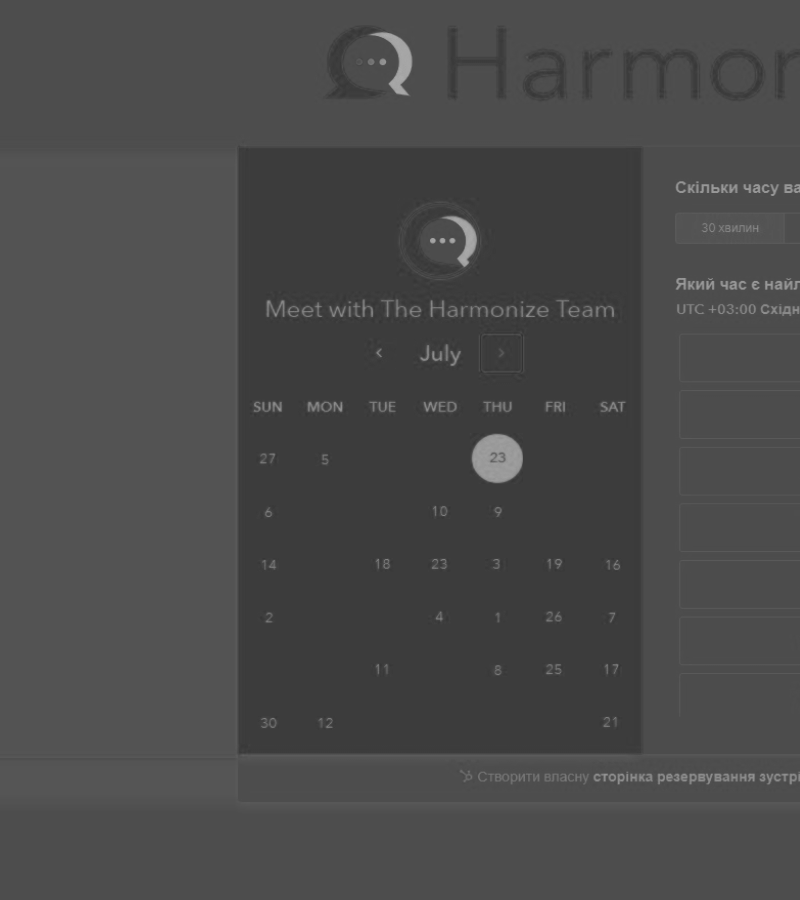 Harmon
Meet with The Harmonize Team
July
SUN MON TUE WED THU FRI SAT
27 5 23
6 10 9
14 18 23 3 19 16
2 4 1 26 7
11 8 25 17
30 12 21
Скільки часу ва
30 хвилин
Який час є найл
UTC +03:00 Східн
Створити власну сторінка резервування зустрі